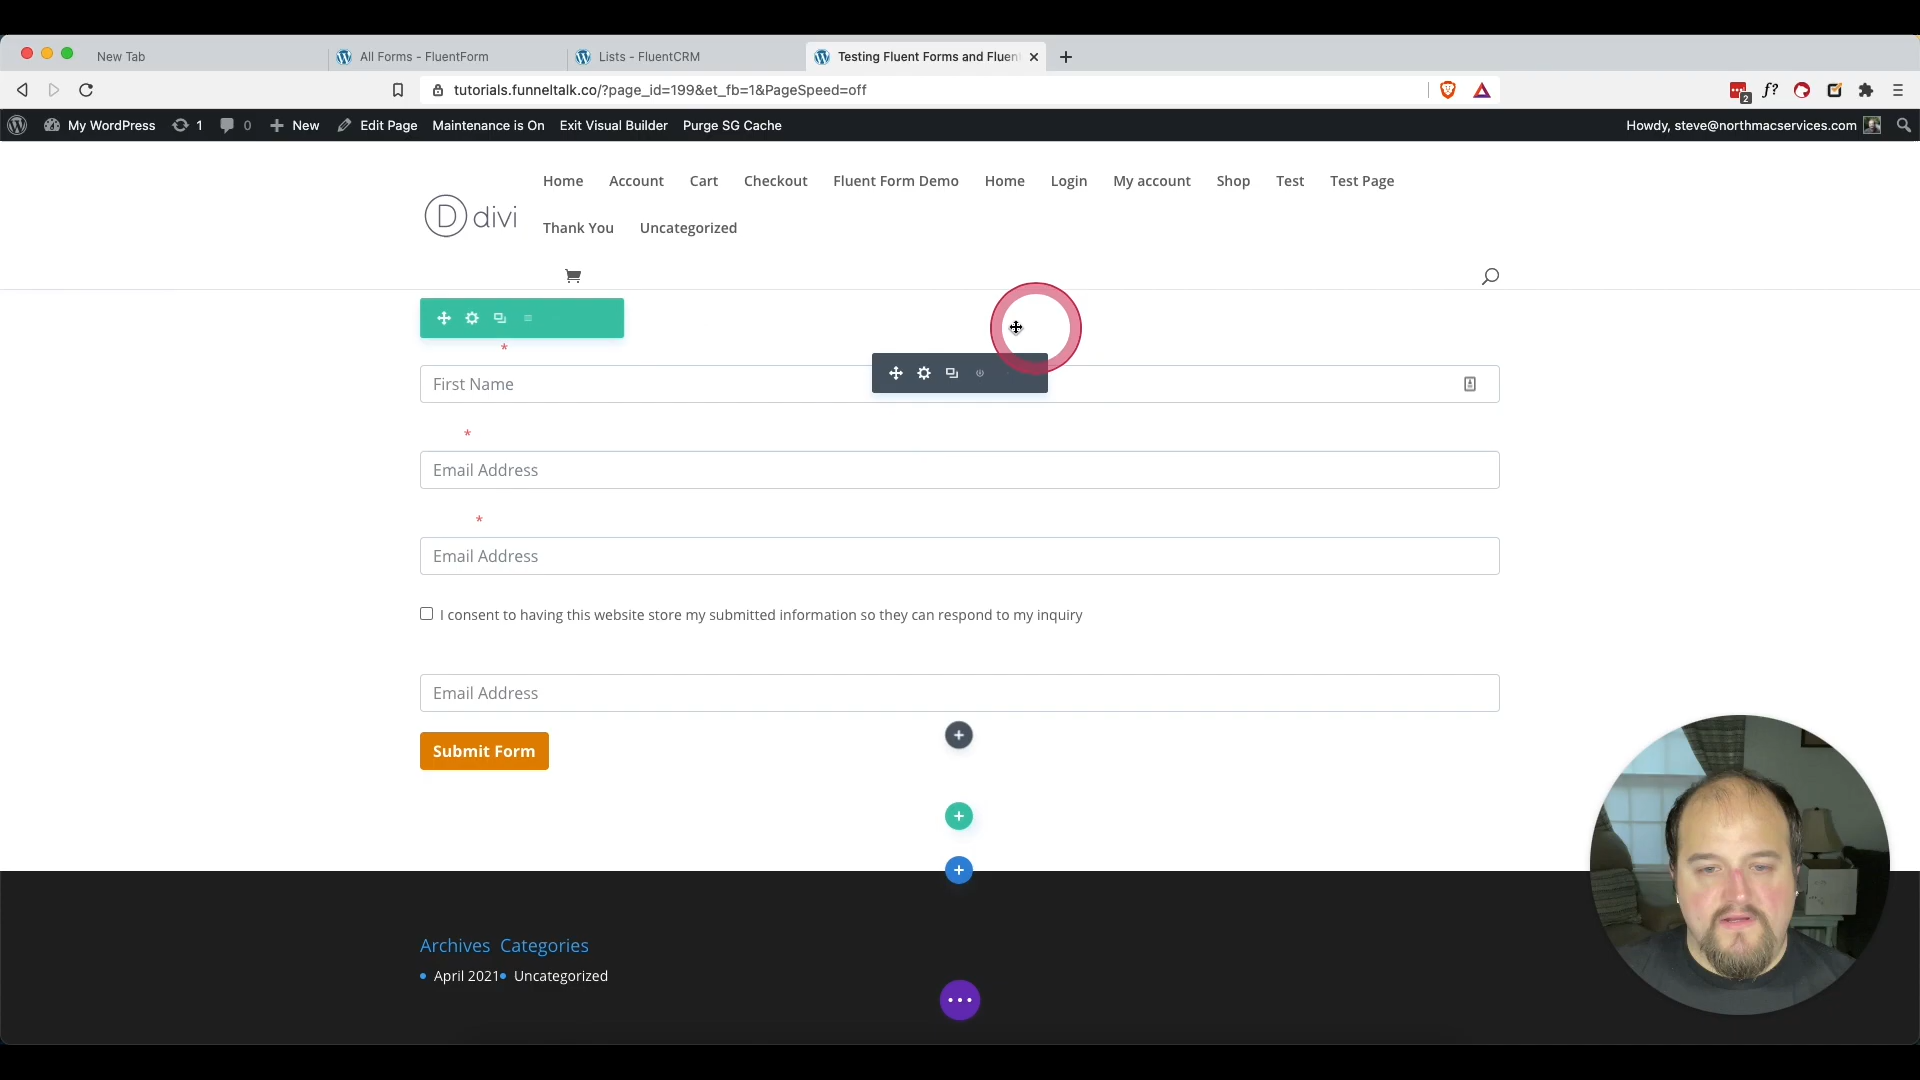 New Tab
All Forms - FluentForm
Lists - FluentCRM
Testing Fluent Forms and Fluen
tutorials.funneltalk.co/?page_id=199&et_fb=1&PageSpeed=off
2
f?
My WordPress
1
0
New
Edit Page
Maintenance is On
Exit Visual Builder
Purge SG Cache
Howdy, steve@northmacservices.com
Home
Account
Cart
Checkout
Fluent Form Demo
Home
Login
My account
Shop
Test
Test Page
D divi
Thank You
Uncategorized
*
First Name
*
Email Address
*
Email Address
I consent to having this website store my submitted information so they can respond to my inquiry
Email Address
Submit Form
Archives Categories
April 2021
Uncategorized